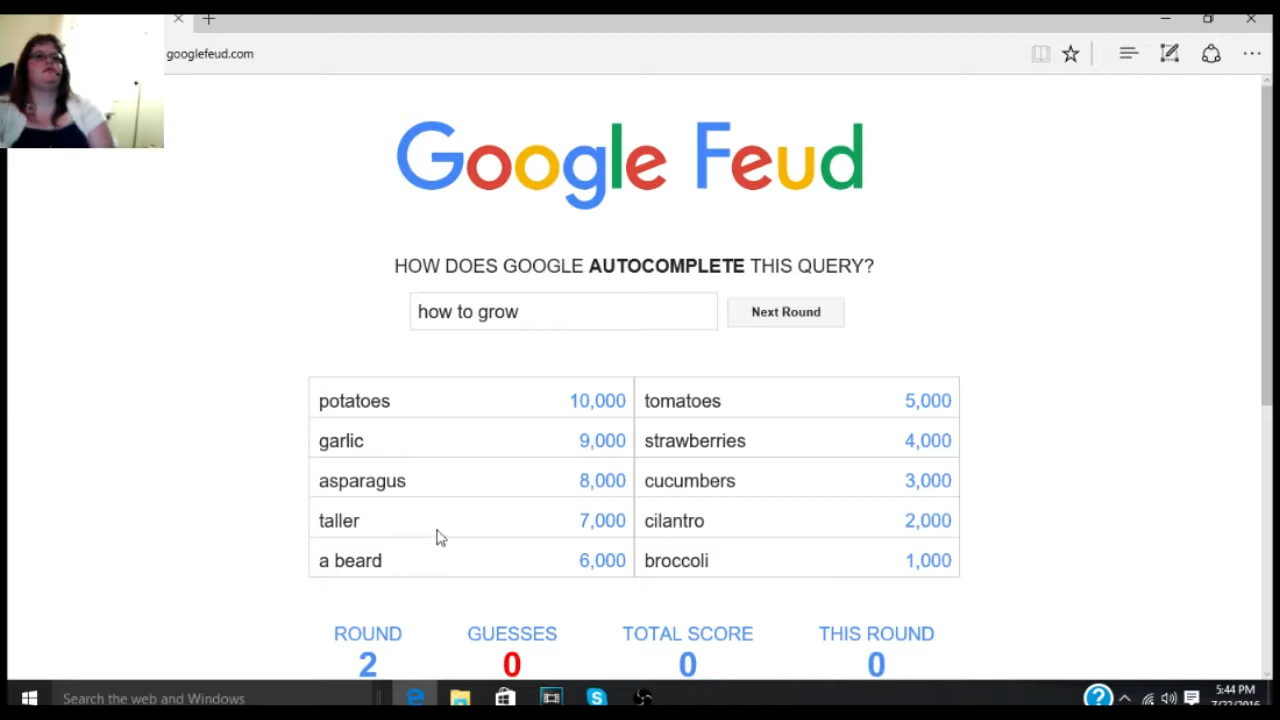 googlefeud.com
Google Feud
HOW DOES GOOGLE AUTOCOMPLETE THIS QUERY?
how to grow
Next Round
potatoes 10,000 tomatoes 5,000
garlic 9,000 strawberries 4,000
asparagus 8,000 cucumbers 3,000
taller 7,000 cilantro 2,000
a beard 6,000 broccoli 1,000
ROUND GUESSES TOTAL SCORE THIS ROUND
2 0 0 0
Search the web and Windows
5:44 PM
7/22/2016